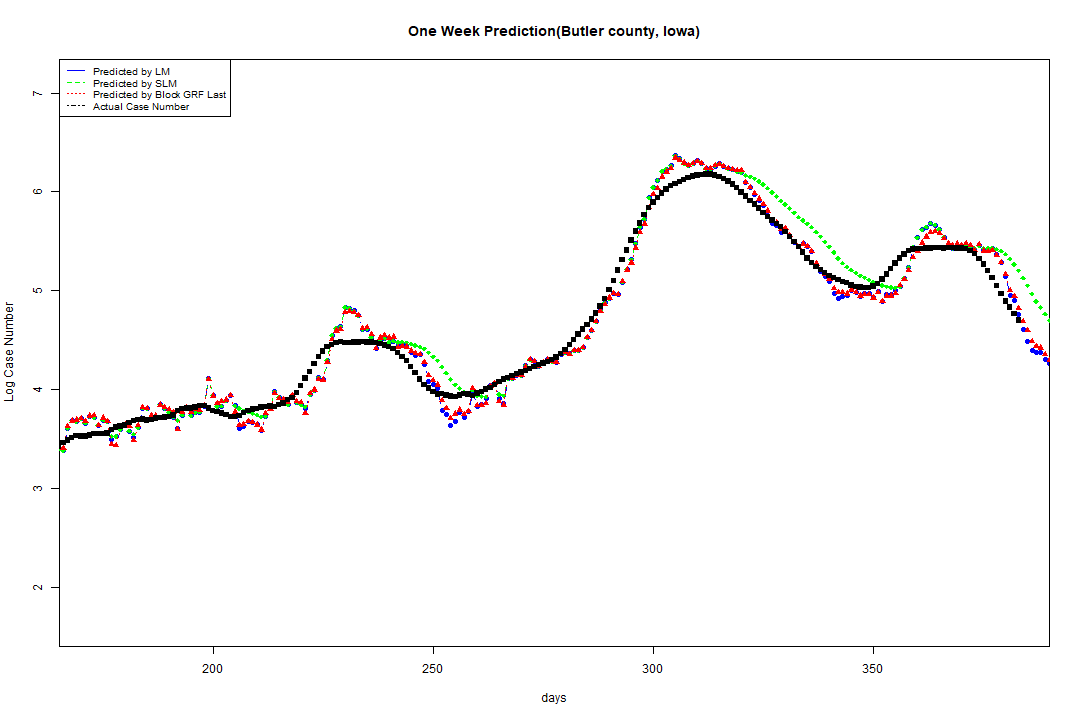 One Week Prediction(Butler county, Iowa)
Predicted by LM
Predicted by SLM
Predicted by Block GRF Last
Actual Case Number
7
6
5
4
3
2
Log Case Number
200 250 300 350
days